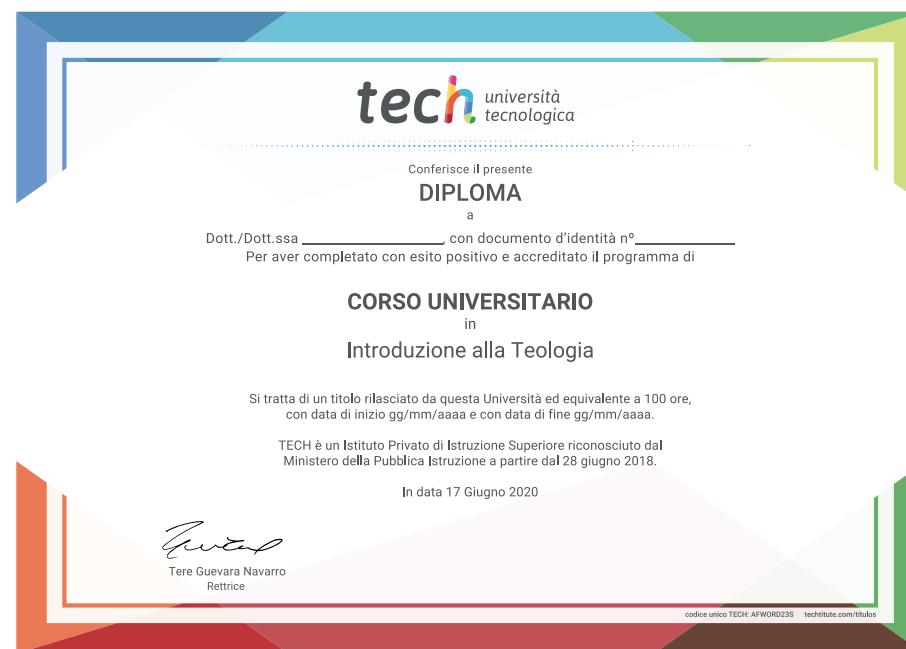 tech università
tecnologica
Conferisce il presente
DIPLOMA
a
Dott./Dott.ssa ____________________, con documento d'identità nº______________
Per aver completato con esito positivo e accreditato il programma di
CORSO UNIVERSITARIO
in
Introduzione alla Teologia
Si tratta di un titolo rilasciato da questa Università ed equivalente a 100 ore,
con data di inizio gg/mm/aaaa e con data di fine gg/mm/aaaa.
TECH è un Istituto Privato di Istruzione Superiore riconosciuto dal
Ministero della Pubblica Istruzione a partire dal 28 giugno 2018.
In data 17 Giugno 2020
Tere Guevara Navarro
Rettrice
codice unico TECH: AFWORD23S techtitute.com/titulos